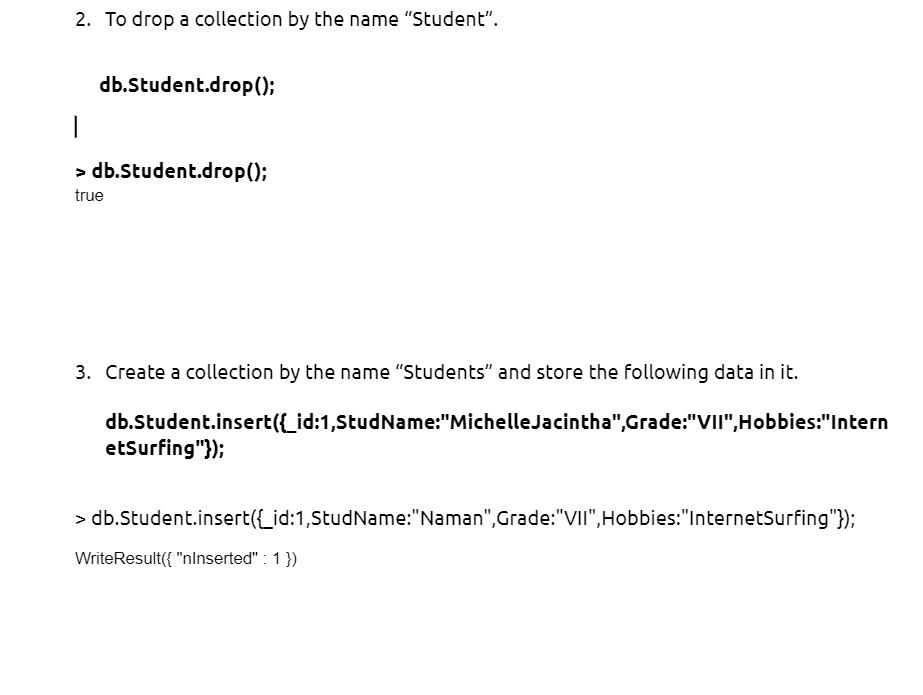 2. To drop a collection by the name “Student”.
db.Student.drop();
> db.Student.drop();
true
3. Create a collection by the name “Students” and store the following data in it.
db.Student.insert({_id:1,StudName:"MichelleJacintha",Grade:"VII",Hobbies:"Intern
etSurfing"});
> db.Student.insert({_id:1,StudName:"Naman",Grade:"VII",Hobbies:"InternetSurfing"});
WriteResult({ "nInserted" : 1 })